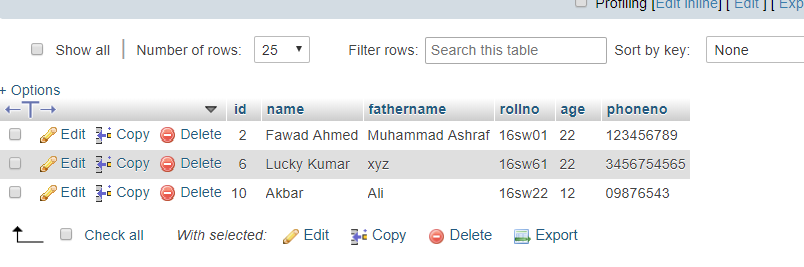 Profiling [Edit inline] [ Edit ] [ Exp
Show all Number of rows: 25 Filter rows: Search this table Sort by key: None
+ Options
id name fathername rollno age phoneno
Edit Copy Delete 2 Fawad Ahmed Muhammad Ashraf 16sw01 22 123456789
Edit Copy Delete 6 Lucky Kumar xyz 16sw61 22 3456754565
Edit Copy Delete 10 Akbar Ali 16sw22 12 09876543
Check all With selected: Edit Copy Delete Export